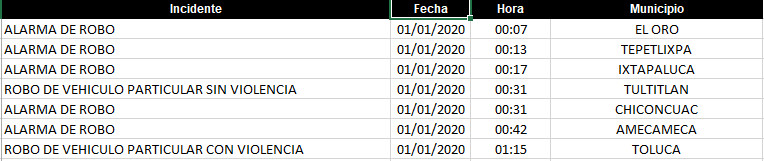 Incidente Fecha Hora Municipio
ALARMA DE ROBO 01/01/2020 00:07 EL ORO
ALARMA DE ROBO 01/01/2020 00:13 TEPETLIXPA
ALARMA DE ROBO 01/01/2020 00:17 IXTAPALUCA
ROBO DE VEHICULO PARTICULAR SIN VIOLENCIA 01/01/2020 00:31 TULTITLAN
ALARMA DE ROBO 01/01/2020 00:31 CHICONCUAC
ALARMA DE ROBO 01/01/2020 00:42 AMECAMECA
ROBO DE VEHICULO PARTICULAR CON VIOLENCIA 01/01/2020 01:15 TOLUCA